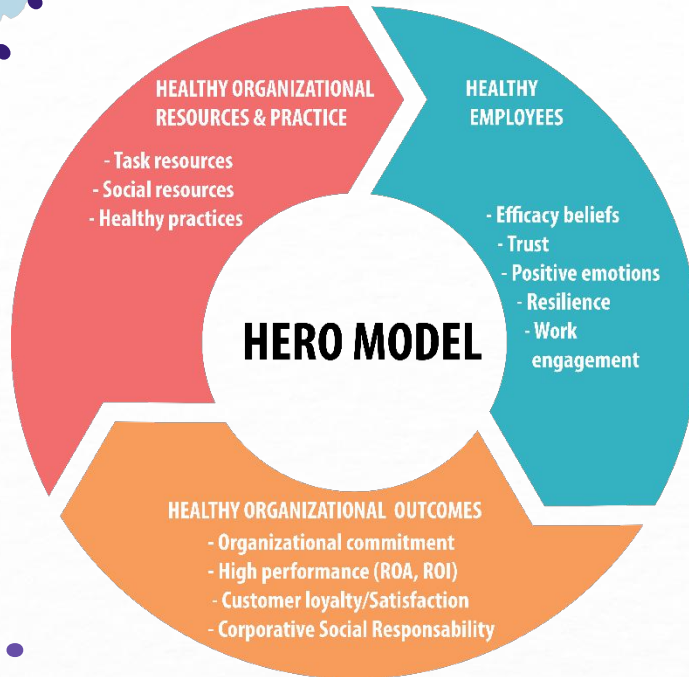 HEALTHY ORGANIZATIONAL
RESOURCES & PRACTICE
- Task resources
- Social resources
- Healthy practices
HEALTHY
EMPLOYEES
- Efficacy beliefs
- Trust
- Positive emotions
- Resilience
- Work
engagement
HERO MODEL
HEALTHY ORGANIZATIONAL OUTCOMES
- Organizational commitment
- High performance (ROA, ROI)
- Customer loyalty/Satisfaction
- Corporative Social Responsability